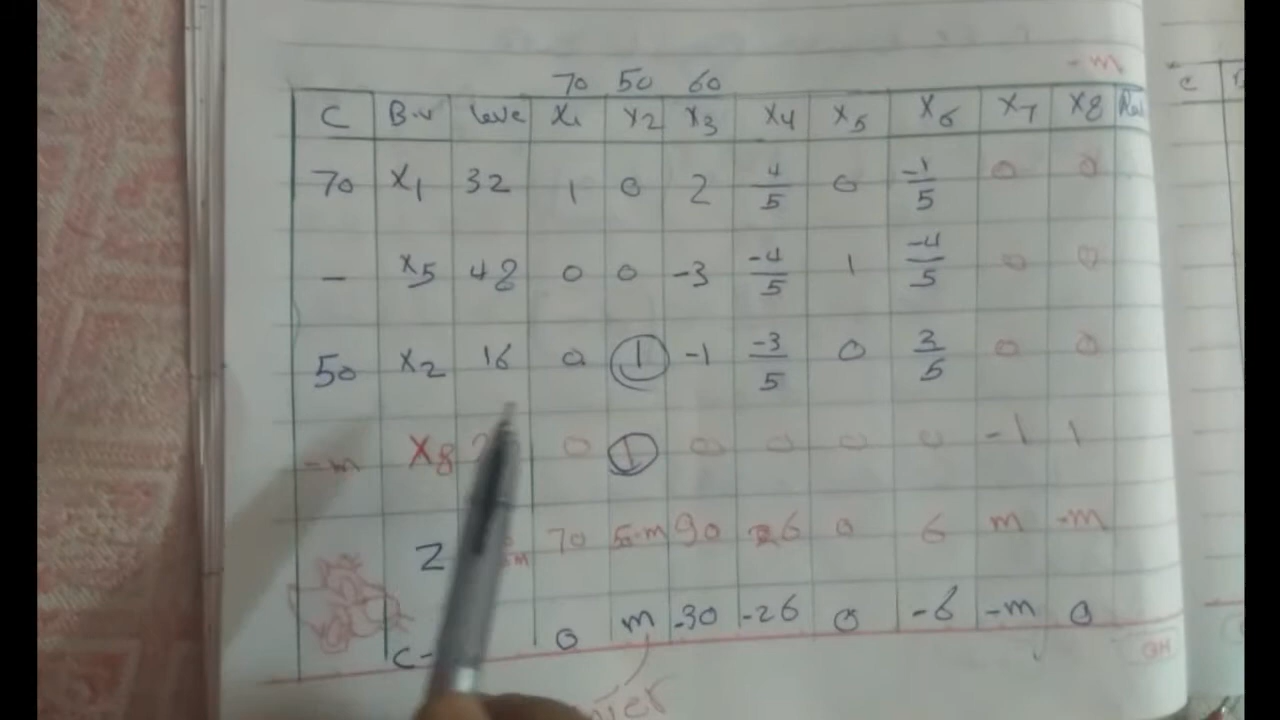 70 50 60 -m
C B.v leve X1 X2 X3 X4 X5 X6 X7 X8
70 X1 32 1 0 2 4/5 0 -1/5 0 0
- X5 48 0 0 -3 -4/5 1 -4/5 0 0
50 X2 16 0 1 -1 -3/5 0 2/5 0 0
-m X8 0 1 0 0 0 0 -1 1
Z 70 50-m 90 26 0 6 m -m
C- 0 m -30 -26 0 -6 -m 0